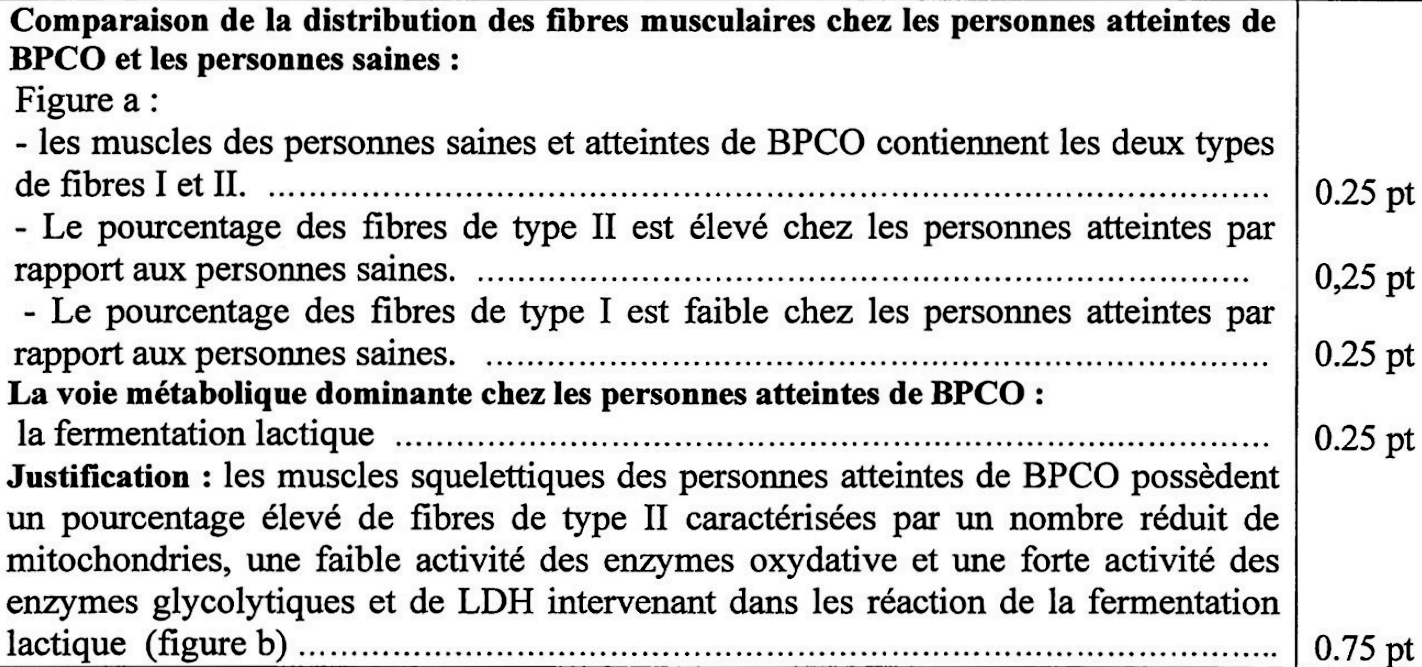 Comparaison de la distribution des fibres musculaires chez les personnes atteintes de
BPCO et les personnes saines :
Figure a :
- les muscles des personnes saines et atteintes de BPCO contiennent les deux types
de fibres I et II. .......................................................................................... 0.25 pt
- Le pourcentage des fibres de type II est élevé chez les personnes atteintes par
rapport aux personnes saines. ...................................................................... 0,25 pt
- Le pourcentage des fibres de type I est faible chez les personnes atteintes par
rapport aux personnes saines. ...................................................................... 0.25 pt
La voie métabolique dominante chez les personnes atteintes de BPCO :
la fermentation lactique ............................................................................... 0.25 pt
Justification : les muscles squelettiques des personnes atteintes de BPCO possèdent
un pourcentage élevé de fibres de type II caractérisées par un nombre réduit de
mitochondries, une faible activité des enzymes oxydative et une forte activité des
enzymes glycolytiques et de LDH intervenant dans les réaction de la fermentation
lactique (figure b) ........................................................................................ 0.75 pt